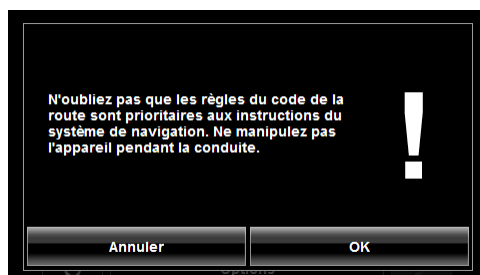 N'oubliez pas que les règles du code de la
route sont prioritaires aux instructions du
système de navigation. Ne manipulez pas
l'appareil pendant la conduite.
!
Annuler
OK
Options